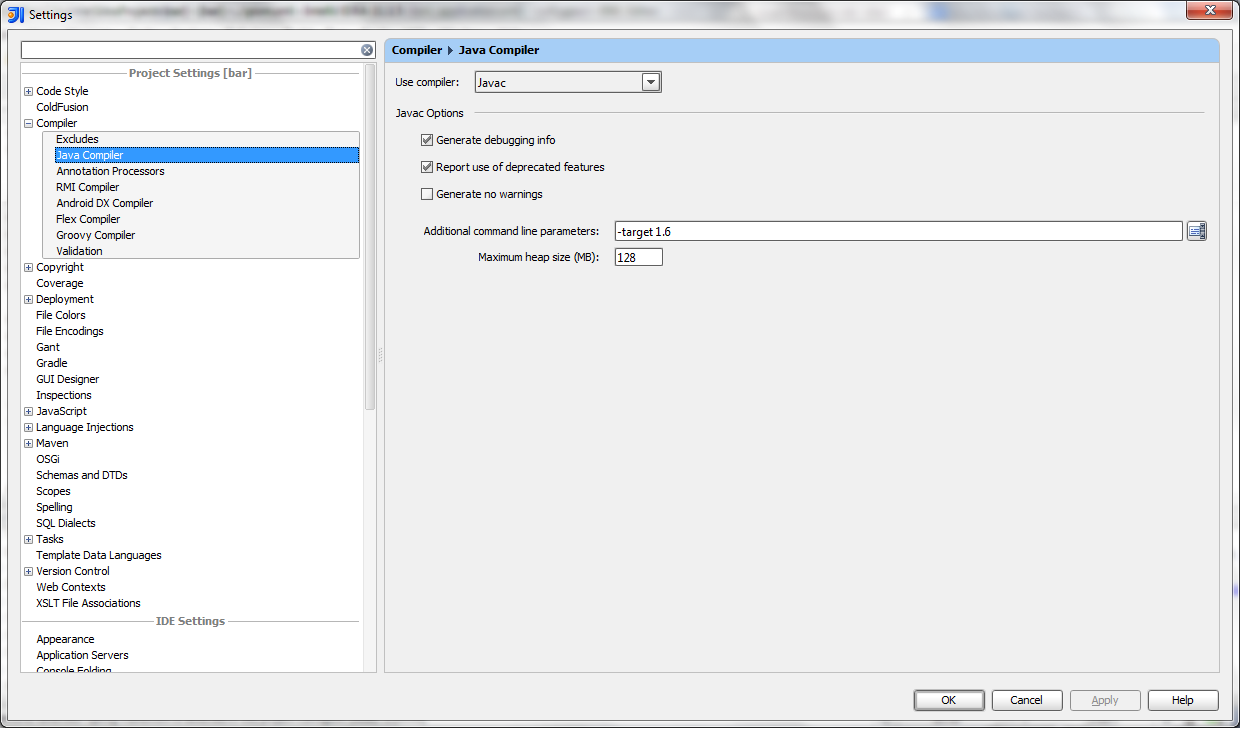 Settings
Project Settings [bar]
Code Style
ColdFusion
Compiler
Excludes
Java Compiler
Annotation Processors
RMI Compiler
Android DX Compiler
Flex Compiler
Groovy Compiler
Validation
Copyright
Coverage
Deployment
File Colors
File Encodings
Gant
Gradle
GUI Designer
Inspections
JavaScript
Language Injections
Maven
OSGi
Schemas and DTDs
Scopes
Spelling
SQL Dialects
Tasks
Template Data Languages
Version Control
Web Contexts
XSLT File Associations
IDE Settings
Appearance
Application Servers
Console Folding
Compiler Java Compiler
Use compiler: Javac
Javac Options
Generate debugging info
Report use of deprecated features
Generate no warnings
Additional command line parameters: -target 1.6
Maximum heap size (MB): 128
OK Cancel Apply Help